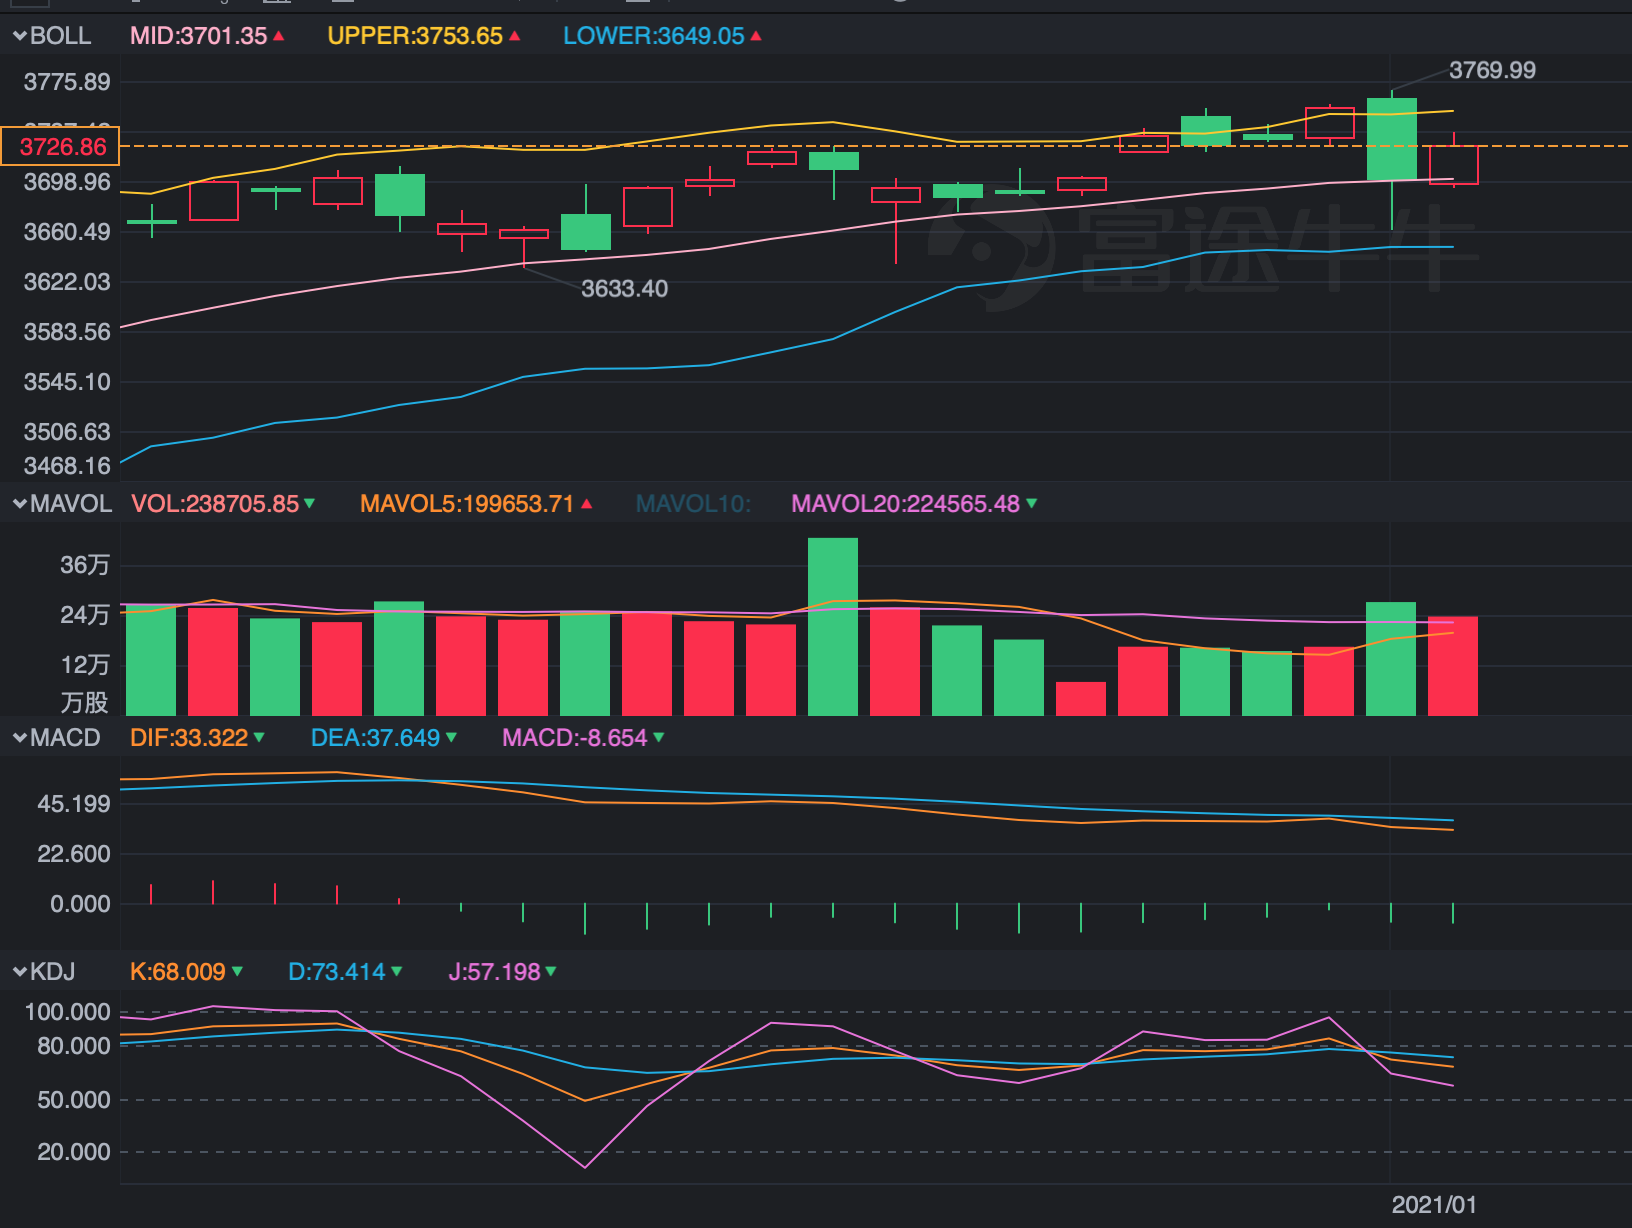 BOLL MID:3701.35 UPPER:3753.65 LOWER:3649.05
3775.89
3769.99
3726.86
3698.96
3660.49
富途牛牛
3622.03
3633.40
3583.56
3545.10
3506.63
3468.16
MAVOL VOL:238705.85 MAVOL5:199653.71 MAVOL10: MAVOL20:224565.48
36万
24万
12万
万股
MACD DIF:33.322 DEA:37.649 MACD:-8.654
45.199
22.600
0.000
KDJ K:68.009 D:73.414 J:57.198
100.000
80.000
50.000
20.000
2021/01